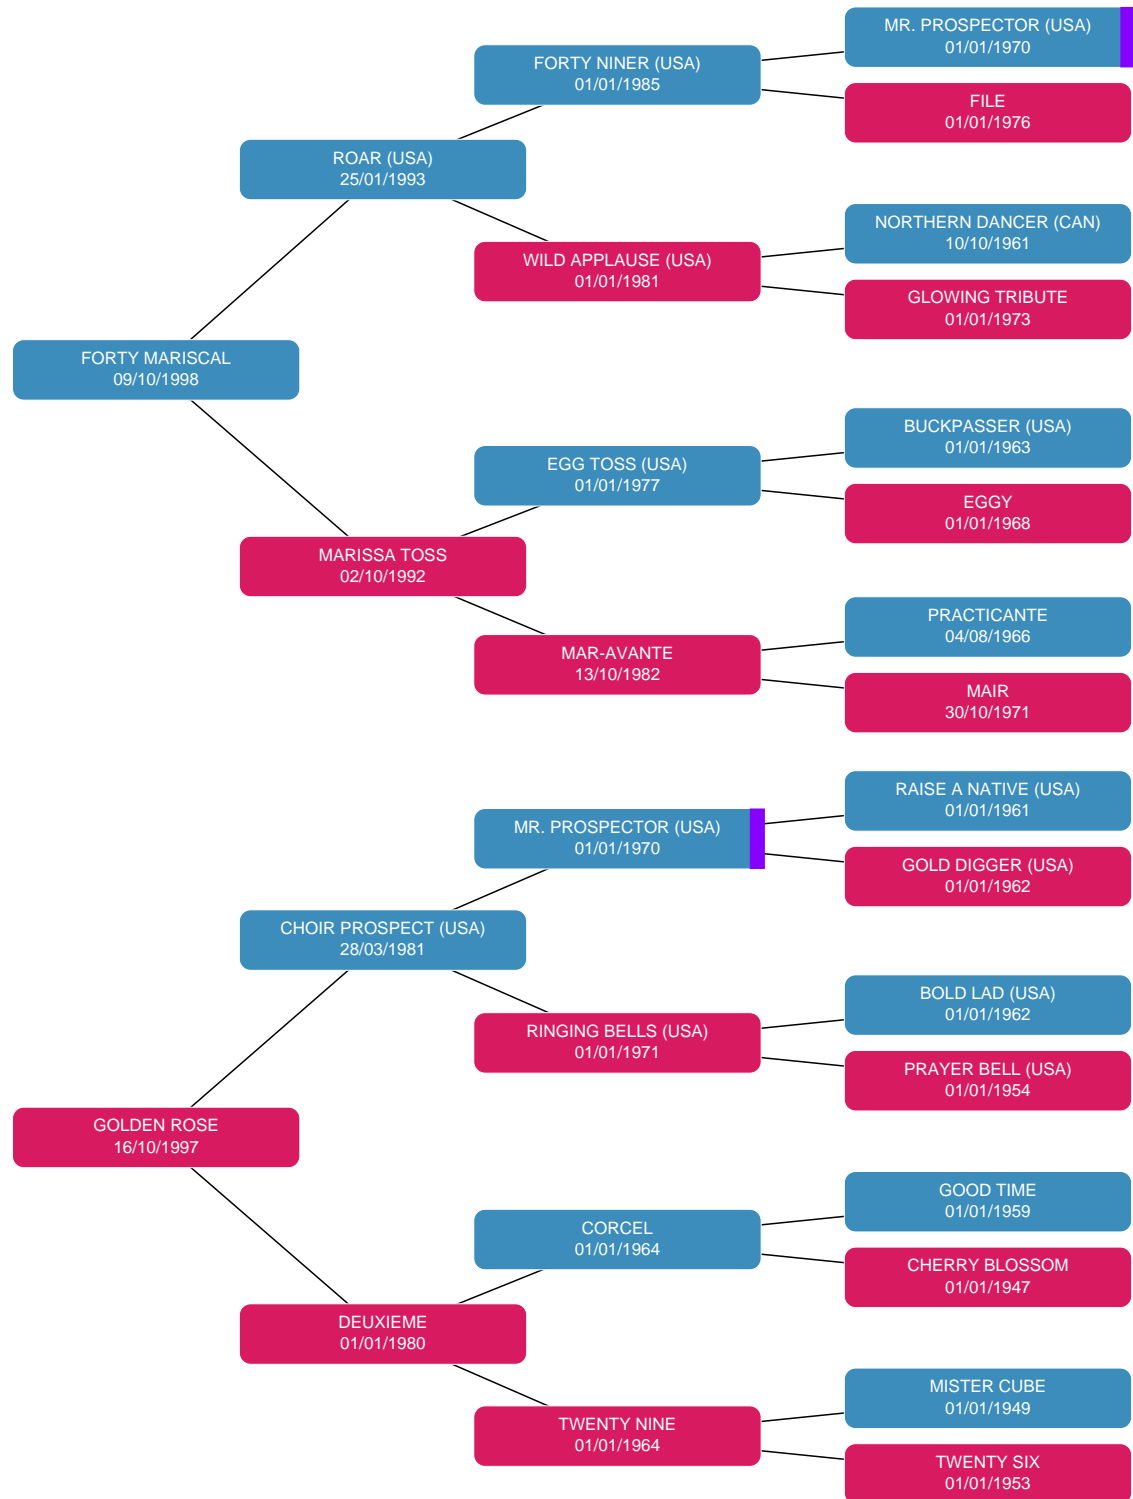 MR. PROSPECTOR (USA)
01/01/1970
FORTY NINER (USA)
01/01/1985
FILE
01/01/1976
ROAR (USA)
25/01/1993
NORTHERN DANCER (CAN)
10/10/1961
WILD APPLAUSE (USA)
01/01/1981
GLOWING TRIBUTE
01/01/1973
FORTY MARISCAL
09/10/1998
BUCKPASSER (USA)
01/01/1963
EGG TOSS (USA)
01/01/1977
EGGY
01/01/1968
MARISSA TOSS
02/10/1992
PRACTICANTE
04/08/1966
MAR-AVANTE
13/10/1982
MAIR
30/10/1971
RAISE A NATIVE (USA)
01/01/1961
MR. PROSPECTOR (USA)
01/01/1970
GOLD DIGGER (USA)
01/01/1962
CHOIR PROSPECT (USA)
28/03/1981
BOLD LAD (USA)
01/01/1962
RINGING BELLS (USA)
01/01/1971
PRAYER BELL (USA)
01/01/1954
GOLDEN ROSE
16/10/1997
GOOD TIME
01/01/1959
CORCEL
01/01/1964
CHERRY BLOSSOM
01/01/1947
DEUXIEME
01/01/1980
MISTER CUBE
01/01/1949
TWENTY NINE
01/01/1964
TWENTY SIX
01/01/1953